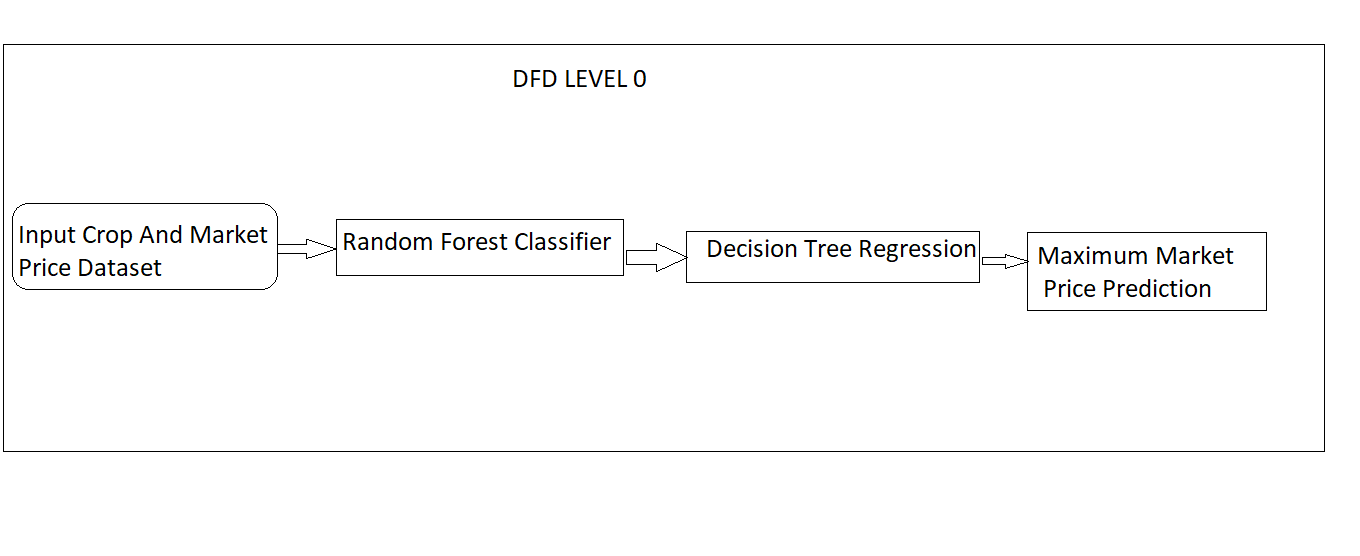 DFD LEVEL 0
Input Crop And Market
Price Dataset
Random Forest Classifier
Decision Tree Regression
Maximum Market
Price Prediction